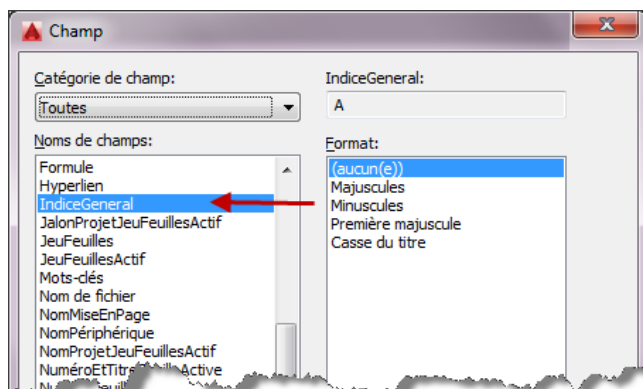 Champ
Catégorie de champ:
Toutes
Noms de champs:
Formule
Hyperlien
IndiceGeneral
JalonProjetJeuFeuillesActif
JeuFeuilles
JeuFeuillesActif
Mots-clés
Nom de fichier
NomMiseEnPage
NomPériphérique
NomProjetJeuFeuillesActif
IndiceGeneral:
A
Format:
(aucun(e))
Majuscules
Minuscules
Première majuscule
Casse du titre